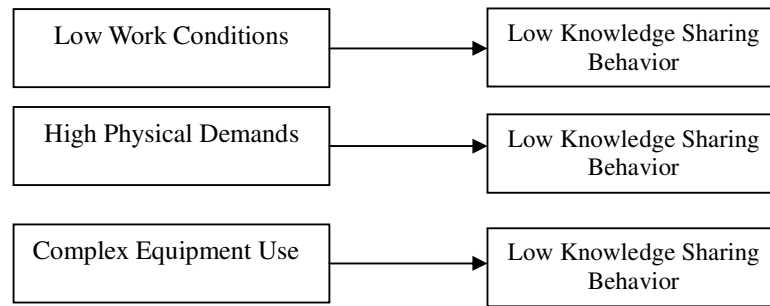 Low Work Conditions
Low Knowledge Sharing
Behavior
High Physical Demands
Low Knowledge Sharing
Behavior
Complex Equipment Use
Low Knowledge Sharing
Behavior